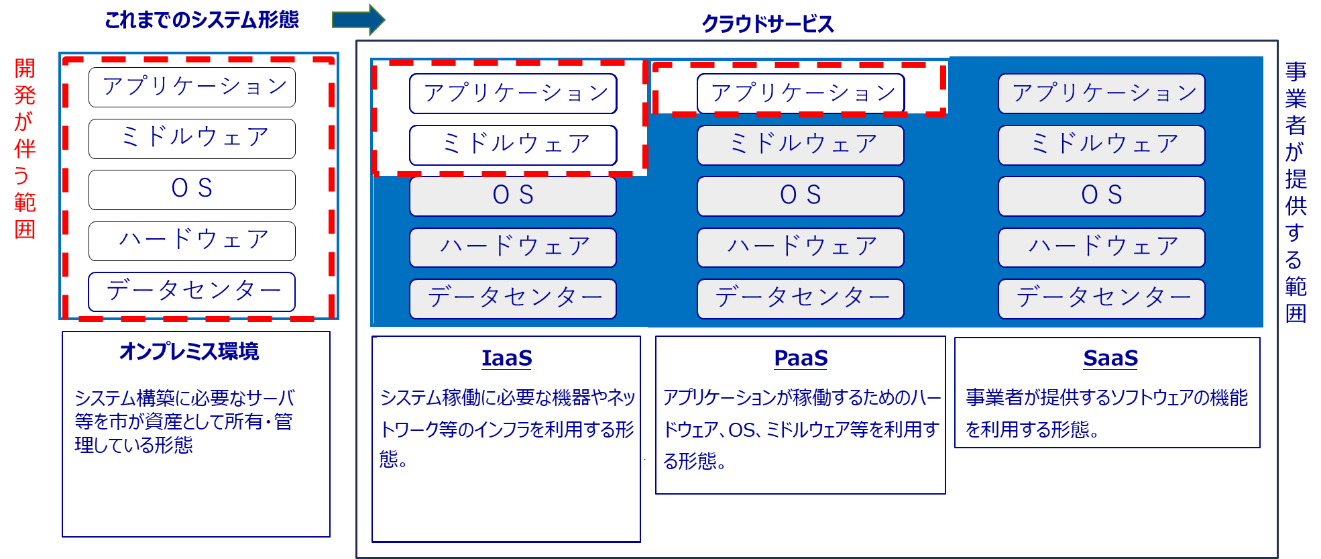 これまでのシステム形態
クラウドサービス
開発が伴う範囲
アプリケーション
ミドルウェア
ＯＳ
ハードウェア
データセンター
アプリケーション
ミドルウェア
ＯＳ
ハードウェア
データセンター
アプリケーション
ミドルウェア
ＯＳ
ハードウェア
データセンター
アプリケーション
ミドルウェア
ＯＳ
ハードウェア
データセンター
事業者が提供する範囲
オンプレミス環境
システム構築に必要なサーバ
等を市が資産として所有・管
理している形態
IaaS
システム稼働に必要な機器やネッ
トワーク等のインフラを利用する形
態。
PaaS
アプリケーションが稼働するためのハー
ドウェア、OS、ミドルウェア等を利用す
る形態。
SaaS
事業者が提供するソフトウェアの機能
を利用する形態。